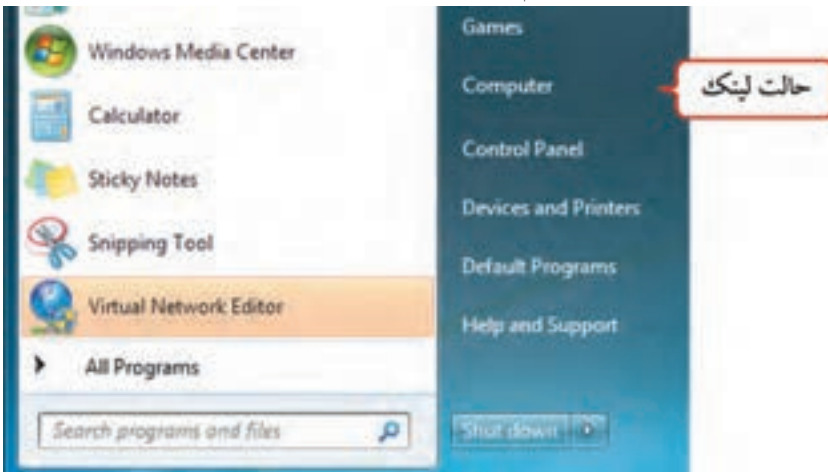 Windows Media Center
Calculator
Sticky Notes
Snipping Tool
Virtual Network Editor
All Programs
Search programs and files
Games
Computer
Control Panel
Devices and Printers
Default Programs
Help and Support
Shut down
حالت لینک